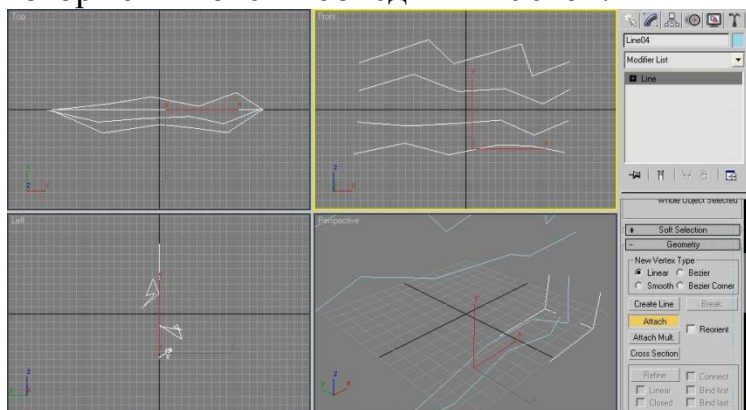 Top
Front
Left
Perspective
Line04
Modifier List
Line
Soft Selection
Geometry
New Vertex Type
Linear
Bezier
Smooth
Bezier Corner
Create Line
Break
Attach
Reorient
Attach Mult.
Cross Section
Refine
Connect
Linear
Bind first
Closed
Bind last